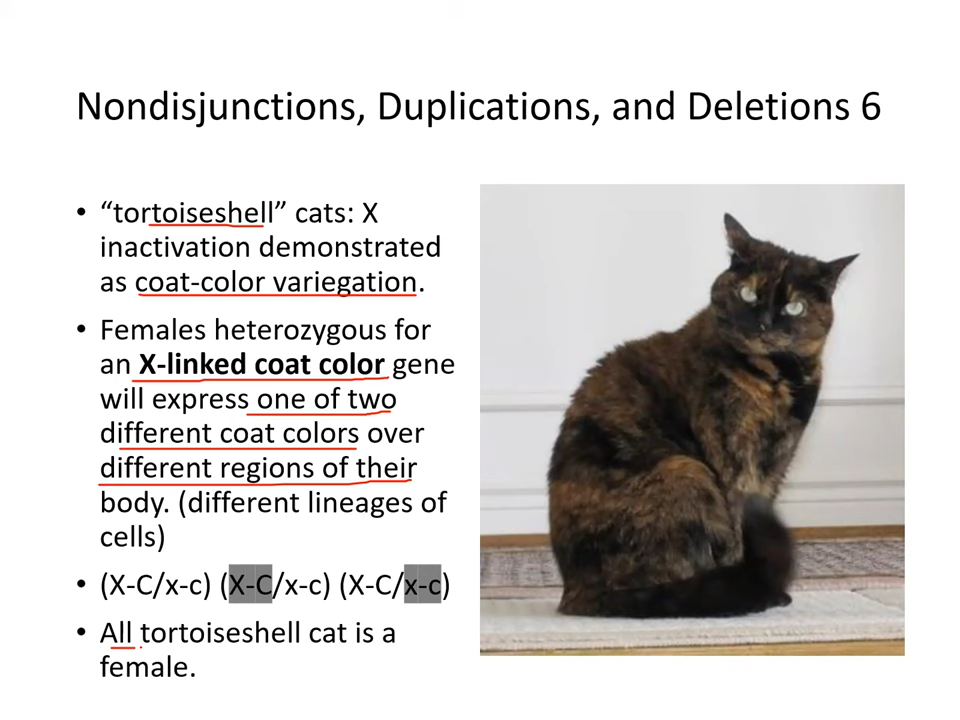 Nondisjunctions, Duplications, and Deletions 6
• “tortoiseshell” cats: X
inactivation demonstrated
as coat-color variegation.
• Females heterozygous for
an X-linked coat color gene
will express one of two
different coat colors over
different regions of their
body. (different lineages of
cells)
• (X-C/x-c) (X-C/x-c) (X-C/x-c)
• All tortoiseshell cat is a
female.